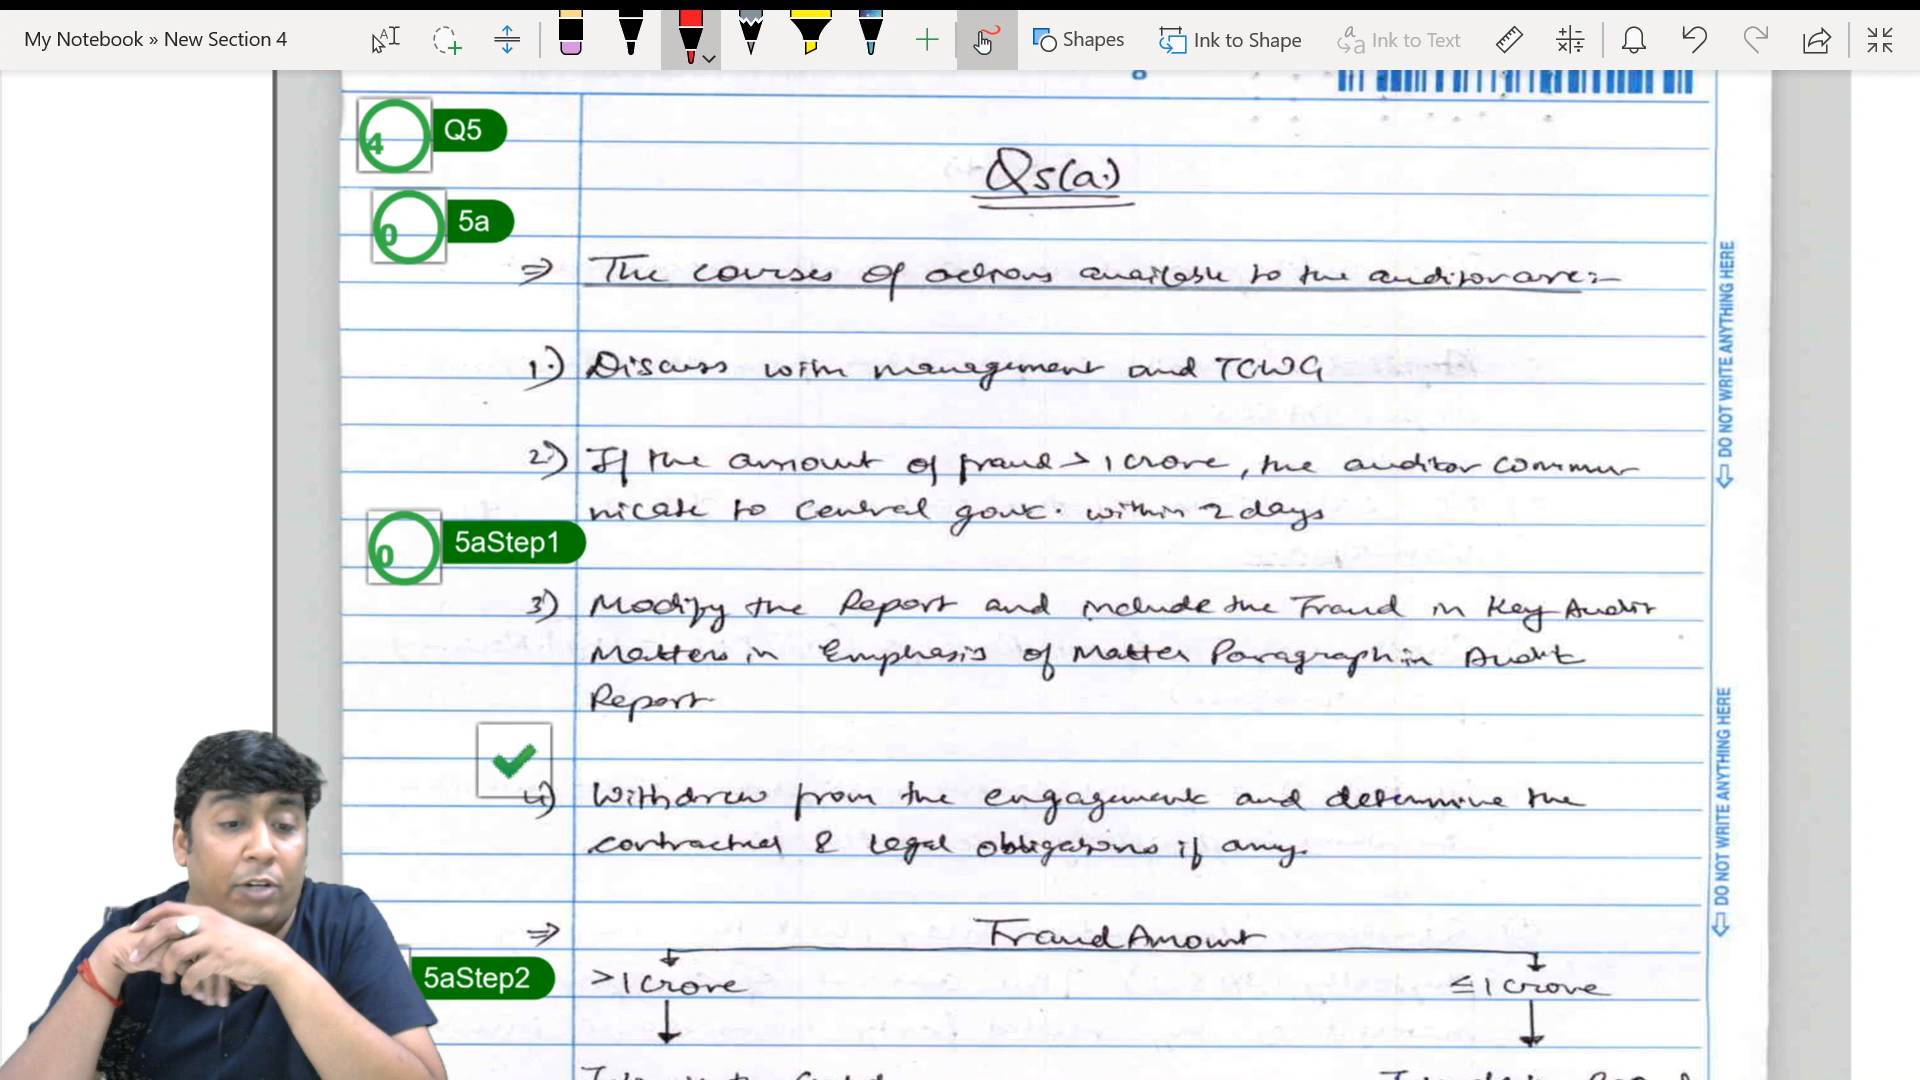 My Notebook » New Section 4
Shapes
Ink to Shape
Ink to Text
4 Q5
Q5(a.)
0 5a
⇒ The courses of actions available to the auditor are:-
1.) Discuss with management and TCWG
2.) If the amount of fraud > 1 crore, the auditor commu
nicate to Central govt. within 2 days
0 5aStep1
3.) Modify the Report and include the Fraud in Key Audit
Matters in Emphasis of Matter Paragraph in Audit
Report
4.) Withdrew from the engagement and determine the
contractual & legal obligations if any.
⇒ Fraud Amount
5aStep2
>1 crore ≤1 crore
DO NOT WRITE ANYTHING HERE
DO NOT WRITE ANYTHING HERE